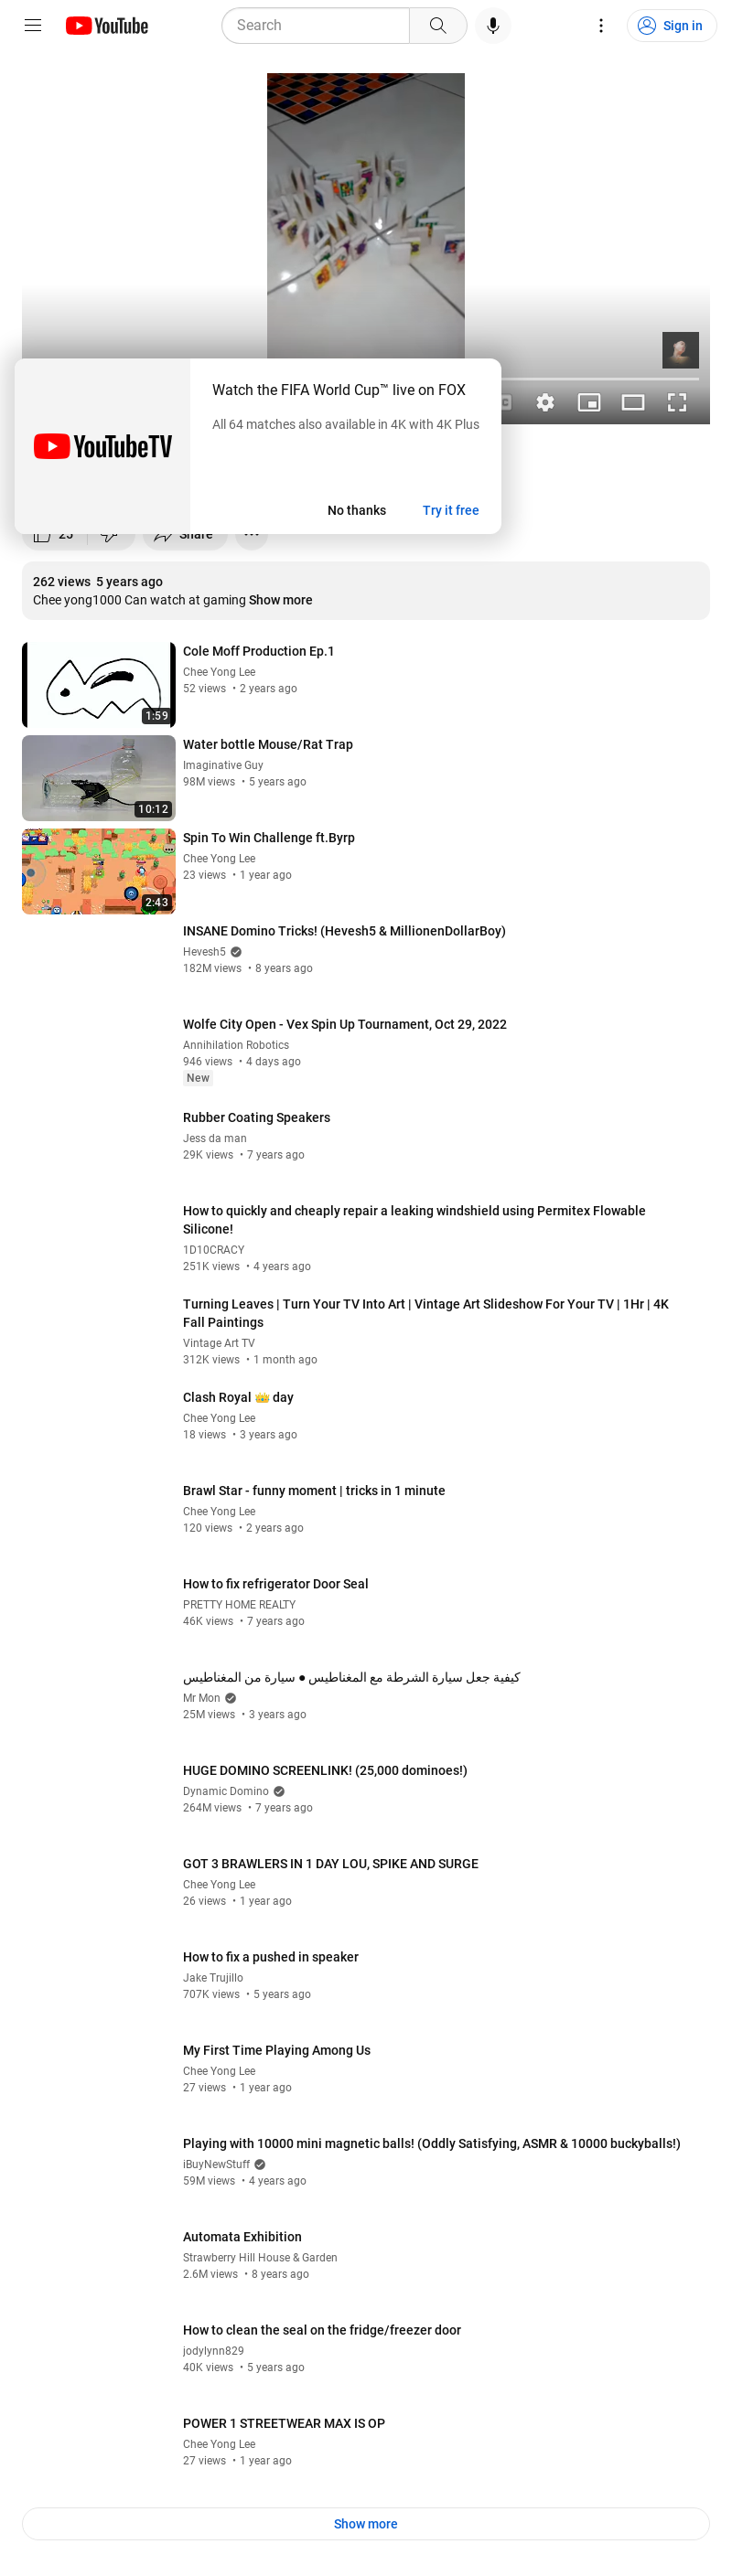 YouTube
Search
Sign in
Watch the FIFA World Cup™ live on FOX
All 64 matches also available in 4K with 4K Plus
YouTubeTV
No thanks
Try it free
25
Share
262 views 5 years ago
Chee yong1000 Can watch at gaming Show more
Cole Moff Production Ep.1
Chee Yong Lee
52 views • 2 years ago
1:59
Water bottle Mouse/Rat Trap
Imaginative Guy
98M views • 5 years ago
10:12
Spin To Win Challenge ft.Byrp
Chee Yong Lee
23 views • 1 year ago
2:43
INSANE Domino Tricks! (Hevesh5 & MillionenDollarBoy)
Hevesh5
182M views • 8 years ago
Wolfe City Open - Vex Spin Up Tournament, Oct 29, 2022
Annihilation Robotics
946 views • 4 days ago
New
Rubber Coating Speakers
Jess da man
29K views • 7 years ago
How to quickly and cheaply repair a leaking windshield using Permitex Flowable
Silicone!
1D10CRACY
251K views • 4 years ago
Turning Leaves | Turn Your TV Into Art | Vintage Art Slideshow For Your TV | 1Hr | 4K
Fall Paintings
Vintage Art TV
312K views • 1 month ago
Clash Royal 👑 day
Chee Yong Lee
18 views • 3 years ago
Brawl Star - funny moment | tricks in 1 minute
Chee Yong Lee
120 views • 2 years ago
How to fix refrigerator Door Seal
PRETTY HOME REALTY
46K views • 7 years ago
كيفية جعل سيارة الشرطة مع المغناطيس ● سيارة من المغناطيس
Mr Mon
25M views • 3 years ago
HUGE DOMINO SCREENLINK! (25,000 dominoes!)
Dynamic Domino
264M views • 7 years ago
GOT 3 BRAWLERS IN 1 DAY LOU, SPIKE AND SURGE
Chee Yong Lee
26 views • 1 year ago
How to fix a pushed in speaker
Jake Trujillo
707K views • 5 years ago
My First Time Playing Among Us
Chee Yong Lee
27 views • 1 year ago
Playing with 10000 mini magnetic balls! (Oddly Satisfying, ASMR & 10000 buckyballs!)
iBuyNewStuff
59M views • 4 years ago
Automata Exhibition
Strawberry Hill House & Garden
2.6M views • 8 years ago
How to clean the seal on the fridge/freezer door
jodylynn829
40K views • 5 years ago
POWER 1 STREETWEAR MAX IS OP
Chee Yong Lee
27 views • 1 year ago
Show more